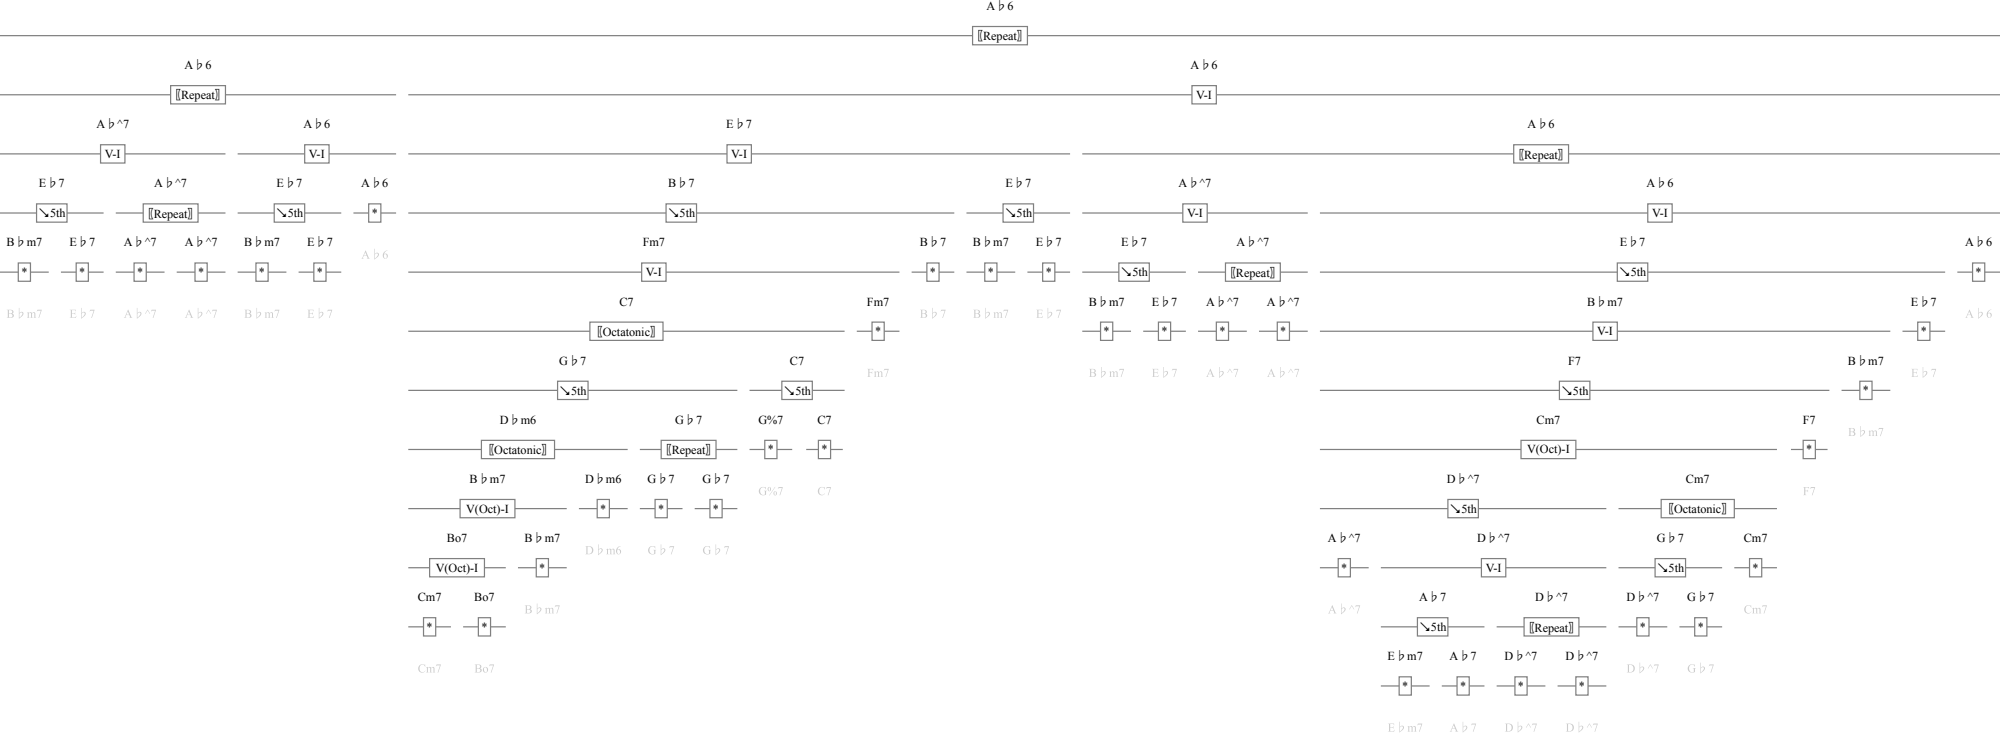 A♭6
〚Repeat〛
A♭6 A♭6
〚Repeat〛 V-I
A♭^7 A♭6 E♭7 A♭6
V-I V-I V-I 〚Repeat〛
E♭7 A♭^7 E♭7 A♭6 B♭7 E♭7 A♭^7 A♭6
↘5th 〚Repeat〛 ↘5th * ↘5th ↘5th V-I V-I
B♭m7 E♭7 A♭^7 A♭^7 B♭m7 E♭7 A♭6 Fm7 B♭7 B♭m7 E♭7 E♭7 A♭^7 E♭7 A♭6
* * * * * * V-I * * * ↘5th 〚Repeat〛 ↘5th *
B♭m7 E♭7 A♭^7 A♭^7 B♭m7 E♭7 C7 Fm7 B♭7 B♭m7 E♭7 B♭m7 E♭7 A♭^7 A♭^7 B♭m7 E♭7 A♭6
〚Octatonic〛 * * * * * V-I *
G♭7 C7 Fm7 B♭m7 E♭7 A♭^7 A♭^7 F7 B♭m7 E♭7
↘5th ↘5th ↘5th *
D♭m6 G♭7 G%7 C7 Cm7 F7 B♭m7
〚Octatonic〛 〚Repeat〛 * * V(Oct)-I *
B♭m7 D♭m6 G♭7 G♭7 G%7 C7 D♭^7 Cm7 F7
V(Oct)-I * * * ↘5th 〚Octatonic〛
Bo7 B♭m7 D♭m6 G♭7 G♭7 A♭^7 D♭^7 G♭7 Cm7
V(Oct)-I * * V-I ↘5th *
Cm7 Bo7 B♭m7 A♭^7 A♭7 D♭^7 D♭^7 G♭7 Cm7
* * ↘5th 〚Repeat〛 * *
Cm7 Bo7 E♭m7 A♭7 D♭^7 D♭^7 D♭^7 G♭7
* * * *
E♭m7 A♭7 D♭^7 D♭^7